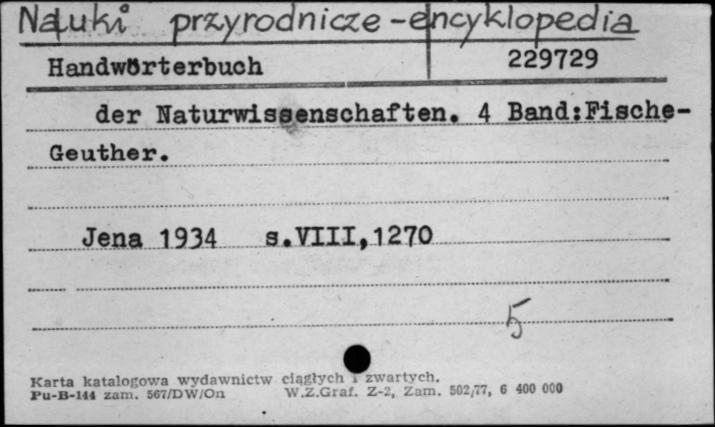 Nauki przyrodnicze - encyklopedia
Handwörterbuch 229729
der Naturwissenschaften. 4 Band:Fische-
Geuther.
Jena 1934 s.VIII,1270
5
Karta katalogowa wydawnictw ciągłych i zwartych.
Pu-B-144 zam. 567/DW/On W.Z.Graf. Z-2, Zam. 502/77, 6 400 000